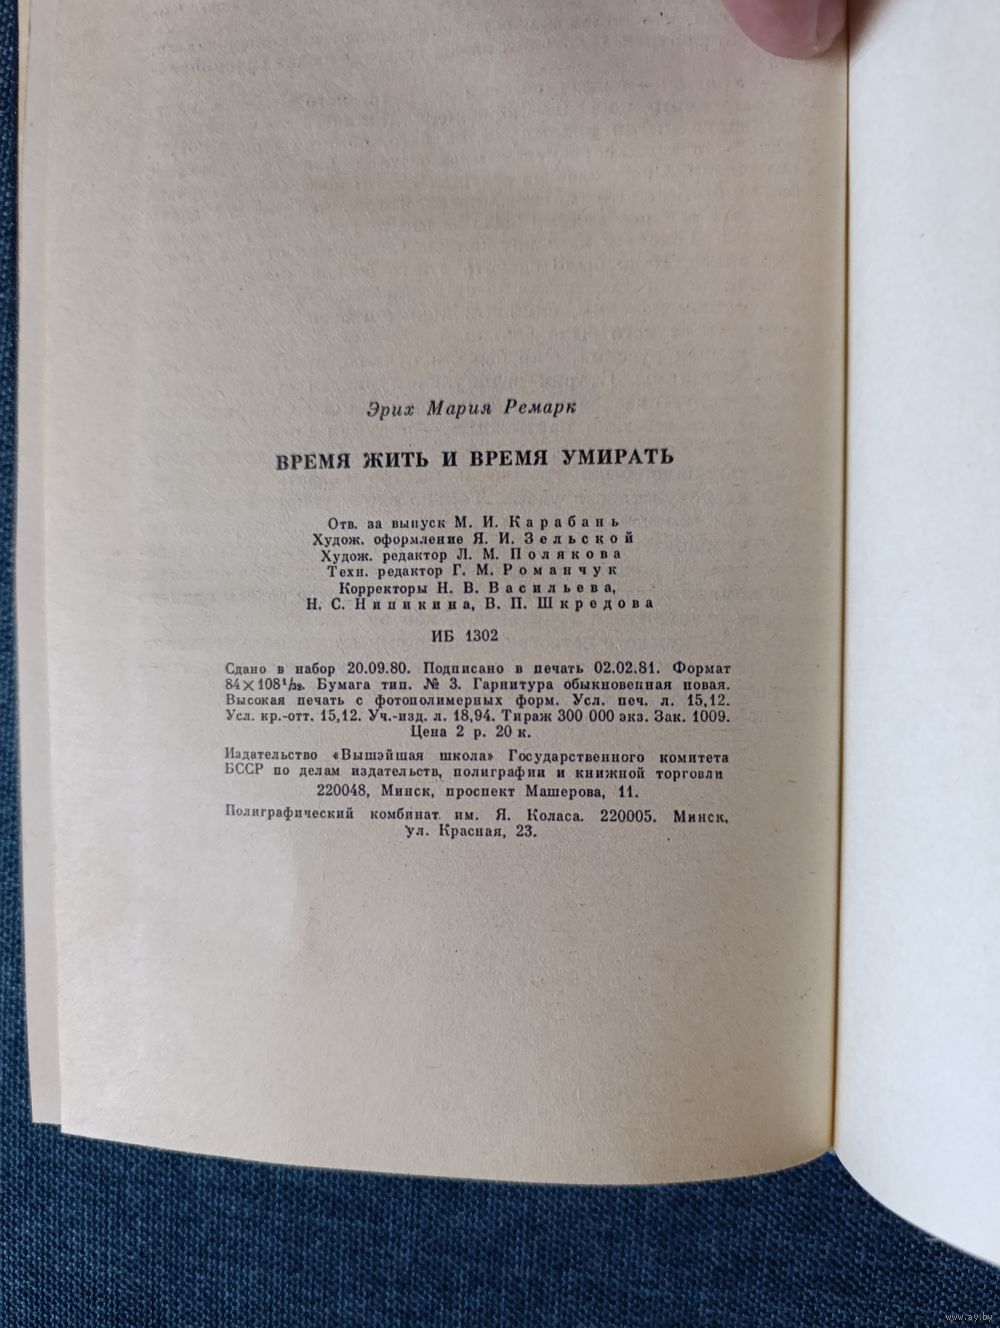 Эрих Мария Ремарк
ВРЕМЯ ЖИТЬ И ВРЕМЯ УМИРАТЬ
Отв. за выпуск М. И. Карабань
Худож. оформление Я. И. Зельской
Худож. редактор Л. М. Полякова
Техн. редактор Г. М. Романчук
Корректоры Н. В. Васильева,
Н. С. Нипикина, В. П. Шкредова
ИБ 1302
Сдано в набор 20.09.80. Подписано в печать 02.02.81. Формат
84×108¹/₃₂. Бумага тип. № 3. Гарнитура обыкновенная новая.
Высокая печать с фотополимерных форм. Усл. печ. л. 15,12.
Усл. кр.-отт. 15,12. Уч.-изд. л. 18,94. Тираж 300 000 экз. Зак. 1009.
Цена 2 р. 20 к.
Издательство «Вышэйшая школа» Государственного комитета
БССР по делам издательств, полиграфии и книжной торговли
220048, Минск, проспект Машерова, 11.
Полиграфический комбинат им. Я. Коласа. 220005. Минск,
ул. Красная, 23.
www.ay.by